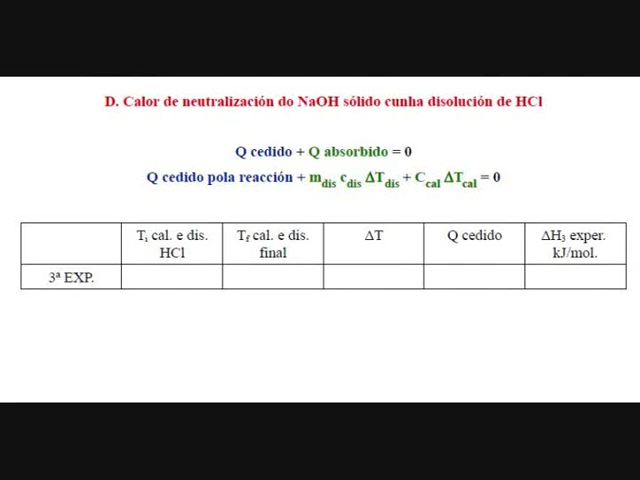 D. Calor de neutralización do NaOH sólido cunha disolución de HCl
Q cedido + Q absorbido = 0
Q cedido pola reacción + m_dis c_dis ΔT_dis + C_cal ΔT_cal = 0
T_i cal. e dis. HCl
T_f cal. e dis. final
ΔT
Q cedido
ΔH₃ exper. kJ/mol.
3ª EXP.